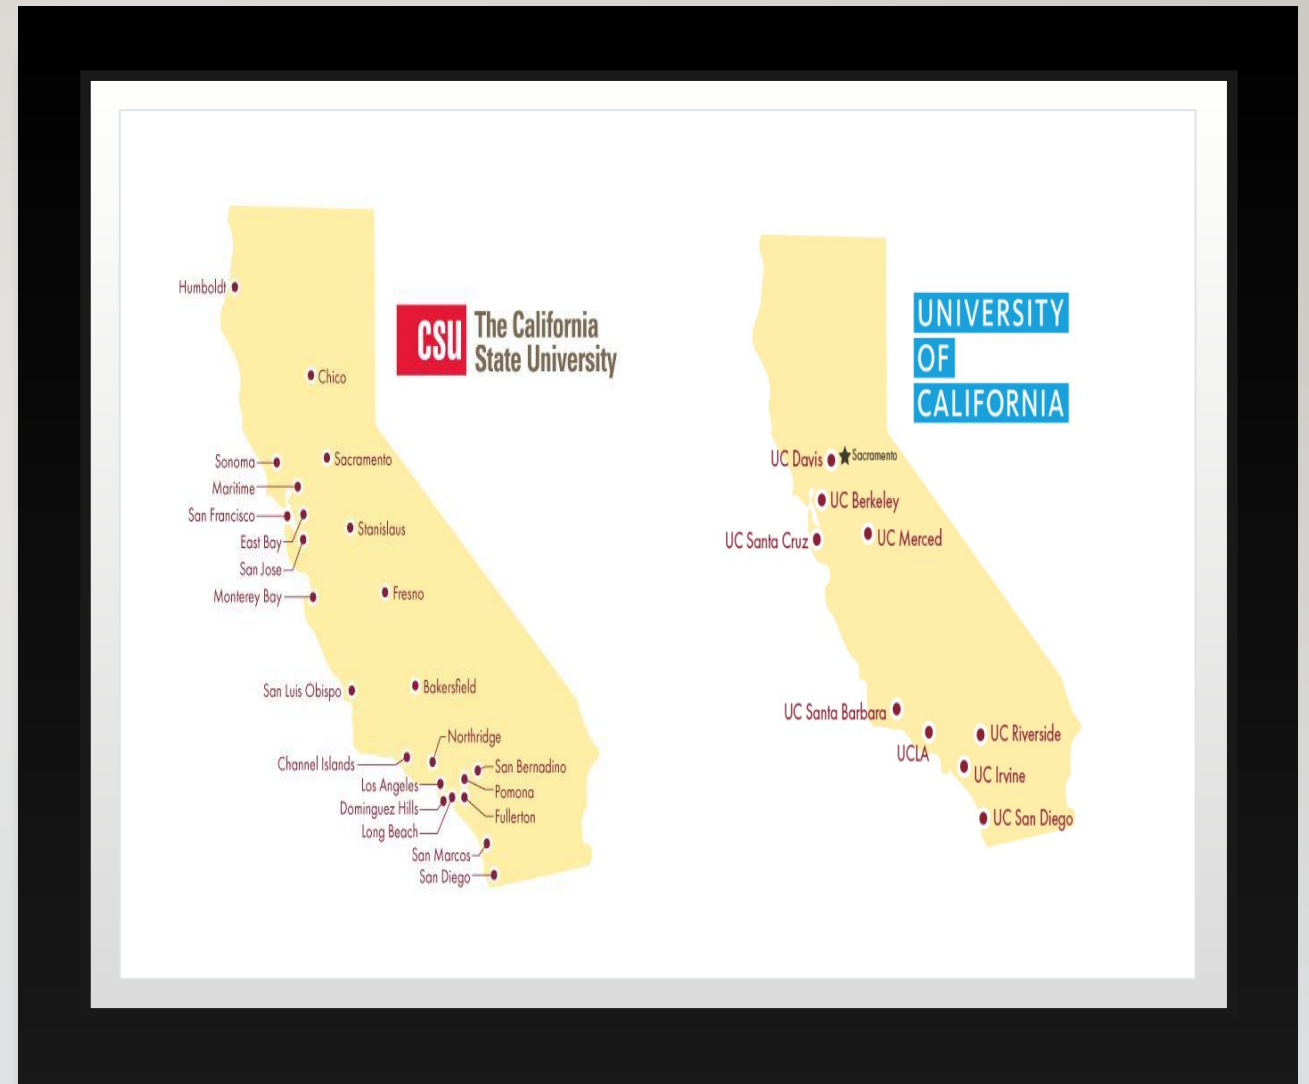 Humboldt
CSU The California
State University
Chico
Sonoma
Sacramento
Maritime
San Francisco
Stanislaus
East Bay
San Jose
Monterey Bay
Fresno
San Luis Obispo
Bakersfield
Northridge
Channel Islands
San Bernadino
Los Angeles
Pomona
Dominguez Hills
Fullerton
Long Beach
San Marcos
San Diego
UNIVERSITY
OF
CALIFORNIA
UC Davis
Sacramento
UC Berkeley
UC Santa Cruz
UC Merced
UC Santa Barbara
UCLA
UC Riverside
UC Irvine
UC San Diego